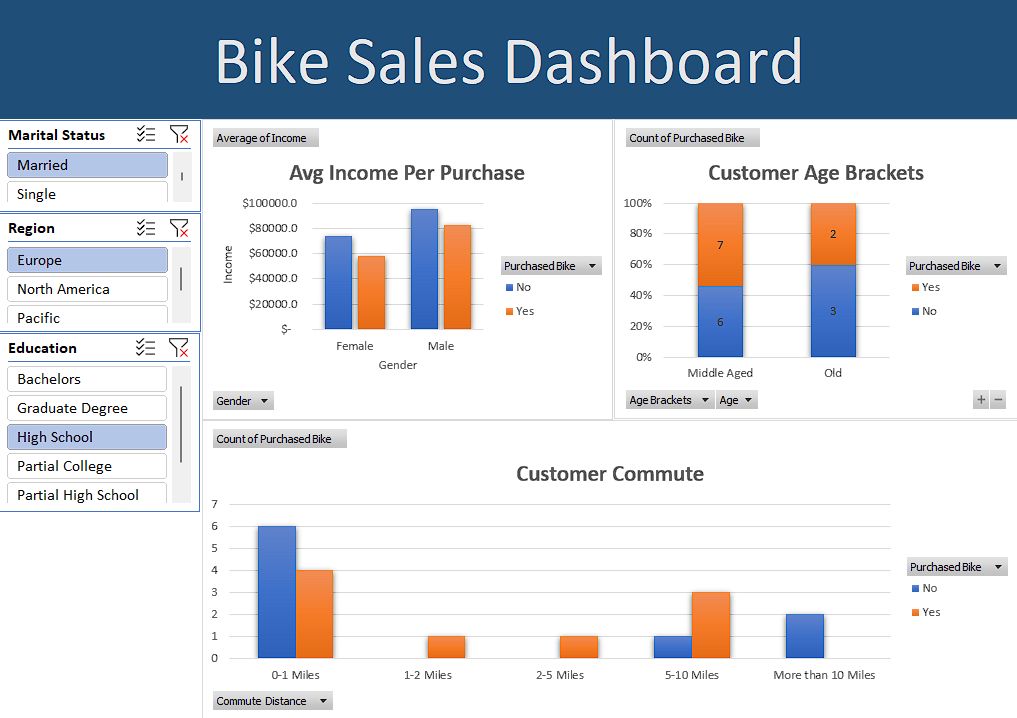 Bike Sales Dashboard
Marital Status
Married
Single
Region
Europe
North America
Pacific
Education
Bachelors
Graduate Degree
High School
Partial College
Partial High School
Average of Income
Avg Income Per Purchase
$100000.0
$80000.0
$60000.0
$40000.0
$20000.0
$-
Income
Female Male
Gender
Purchased Bike
No
Yes
Gender
Count of Purchased Bike
Customer Age Brackets
100%
80%
60%
40%
20%
0%
7 2
6 3
Middle Aged Old
Purchased Bike
Yes
No
Age Brackets Age
+ −
Count of Purchased Bike
Customer Commute
7
6
5
4
3
2
1
0
0-1 Miles 1-2 Miles 2-5 Miles 5-10 Miles More than 10 Miles
Purchased Bike
No
Yes
Commute Distance